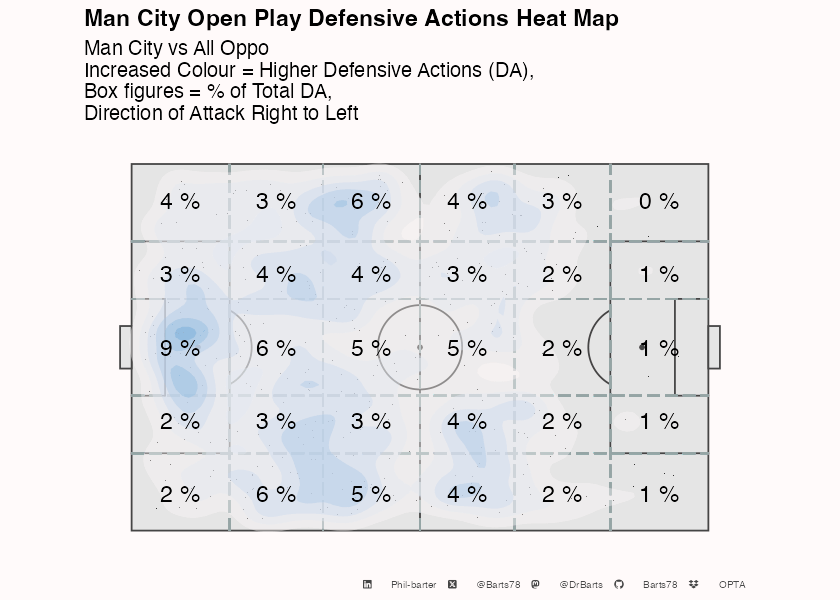 Man City Open Play Defensive Actions Heat Map
Man City vs All Oppo
Increased Colour = Higher Defensive Actions (DA),
Box figures = % of Total DA,
Direction of Attack Right to Left
4 % 3 % 6 % 4 % 3 % 0 %
3 % 4 % 4 % 3 % 2 % 1 %
9 % 6 % 5 % 5 % 2 % 1 %
2 % 3 % 3 % 4 % 2 % 1 %
2 % 6 % 5 % 4 % 2 % 1 %
Phil-barter @Barts78 @DrBarts Barts78 OPTA